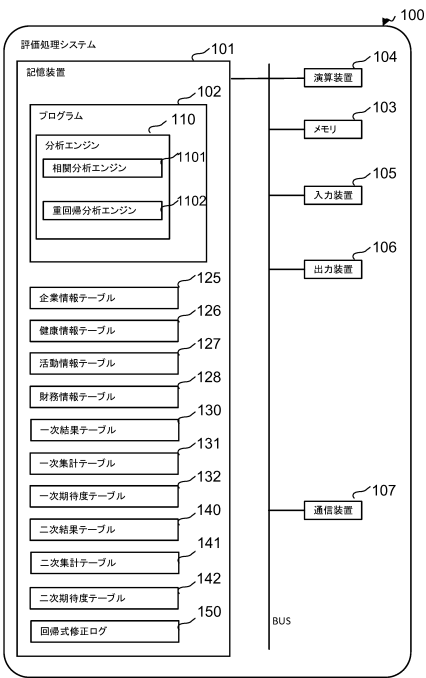 100
評価処理システム
101
記憶装置
102
プログラム
110
分析エンジン
1101
相関分析エンジン
1102
重回帰分析エンジン
125
企業情報テーブル
126
健康情報テーブル
127
活動情報テーブル
128
財務情報テーブル
130
一次結果テーブル
131
一次集計テーブル
132
一次期待度テーブル
140
二次結果テーブル
141
二次集計テーブル
142
二次期待度テーブル
150
回帰式修正ログ
104
演算装置
103
メモリ
105
入力装置
106
出力装置
107
通信装置
BUS